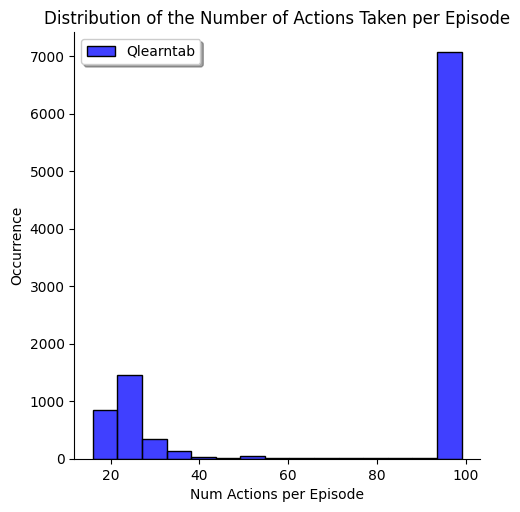 Distribution of the Number of Actions Taken per Episode
Qlearntab
7000
6000
5000
4000
3000
2000
1000
0
Occurrence
20 40 60 80 100
Num Actions per Episode